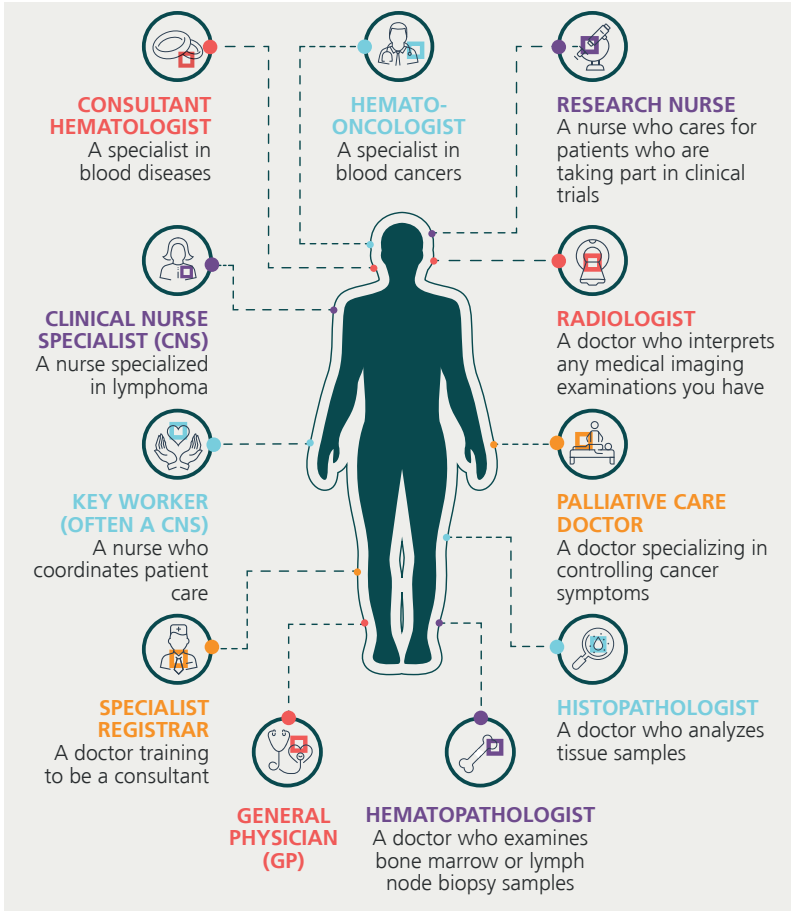 CONSULTANT
HEMATOLOGIST
A specialist in
blood diseases
HEMATO-
ONCOLOGIST
A specialist in
blood cancers
RESEARCH NURSE
A nurse who cares for
patients who are
taking part in clinical
trials
CLINICAL NURSE
SPECIALIST (CNS)
A nurse specialized
in lymphoma
RADIOLOGIST
A doctor who interprets
any medical imaging
examinations you have
KEY WORKER
(OFTEN A CNS)
A nurse who
coordinates patient
care
PALLIATIVE CARE
DOCTOR
A doctor specializing in
controlling cancer
symptoms
SPECIALIST
REGISTRAR
A doctor training
to be a consultant
HISTOPATHOLOGIST
A doctor who analyzes
tissue samples
GENERAL
PHYSICIAN
(GP)
HEMATOPATHOLOGIST
A doctor who examines
bone marrow or lymph
node biopsy samples